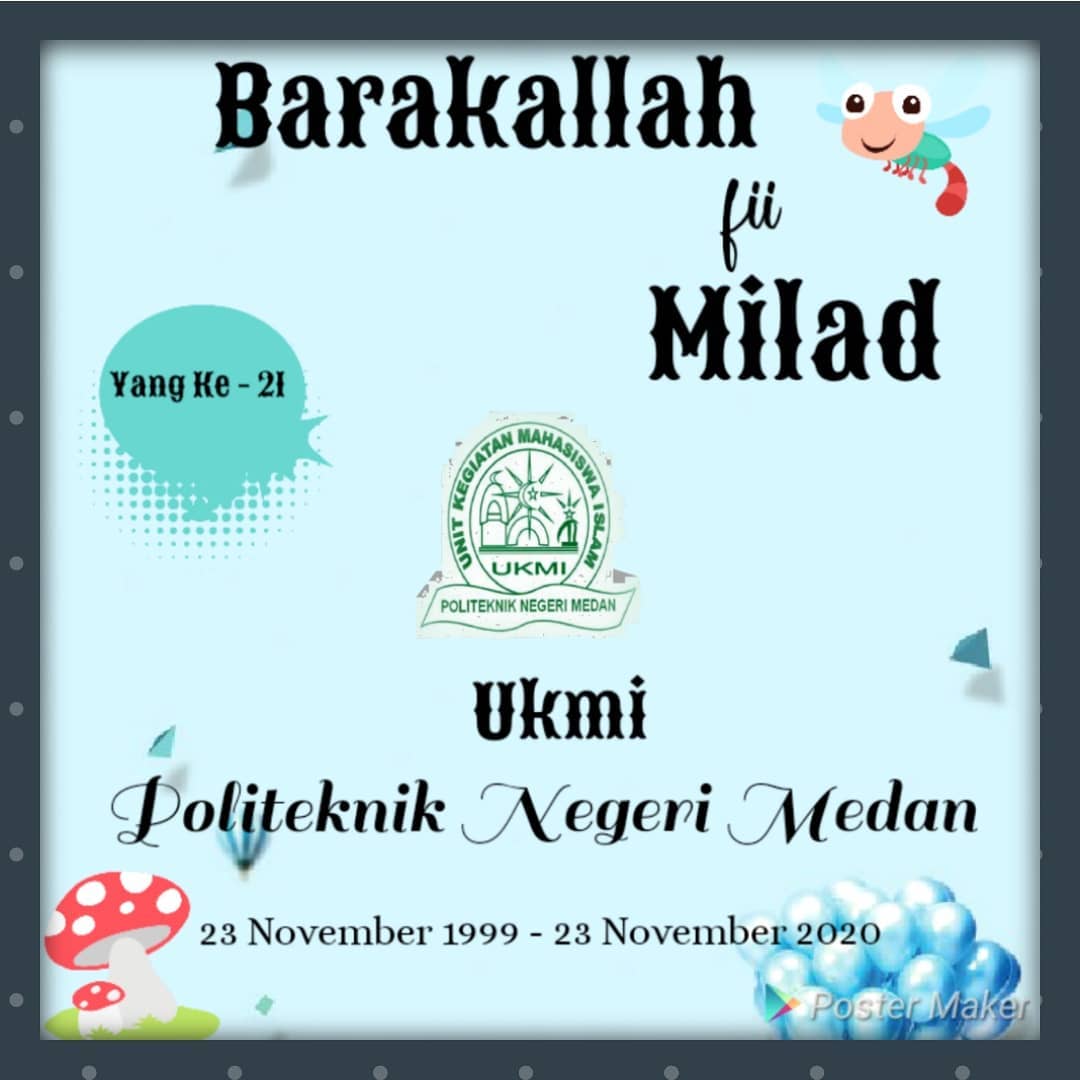 Barakallah
fii
Milad
Yang Ke - 21
UNIT KEGIATAN MAHASISWA ISLAM
UKMI
POLITEKNIK NEGERI MEDAN
Ukmi
Politeknik Negeri Medan
23 November 1999 - 23 November 2020
Poster Maker